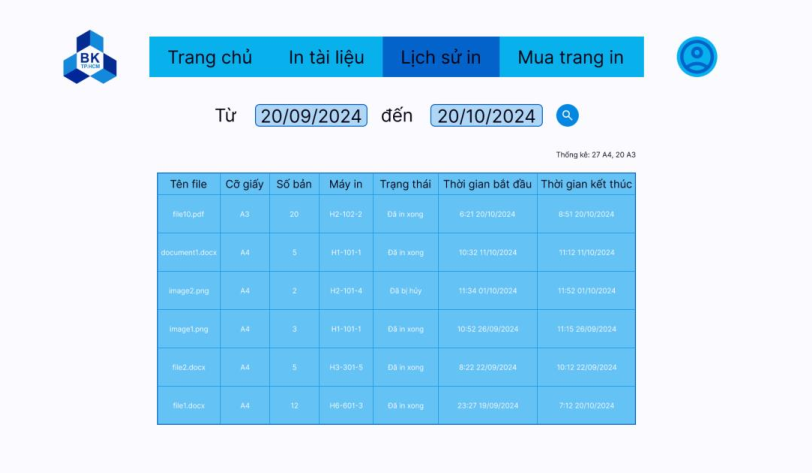 BK
TP.HCM
Trang chủ In tài liệu Lịch sử in Mua trang in
Từ 20/09/2024 đến 20/10/2024
Thống kê: 27 A4, 20 A3
Tên file Cỡ giấy Số bản Máy in Trạng thái Thời gian bắt đầu Thời gian kết thúc
file10.pdf A3 20 H2-102-2 Đã in xong 6:21 20/10/2024 8:51 20/10/2024
document1.docx A4 5 H1-101-1 Đã in xong 10:32 11/10/2024 11:12 11/10/2024
image2.png A4 2 H2-101-4 Đã bị hủy 11:34 01/10/2024 11:52 01/10/2024
image1.png A4 3 H1-101-1 Đã in xong 10:52 26/09/2024 11:15 26/09/2024
file2.docx A4 5 H3-301-5 Đã in xong 8:22 22/09/2024 10:12 22/09/2024
file1.docx A4 12 H6-601-3 Đã in xong 23:27 19/09/2024 7:12 20/10/2024